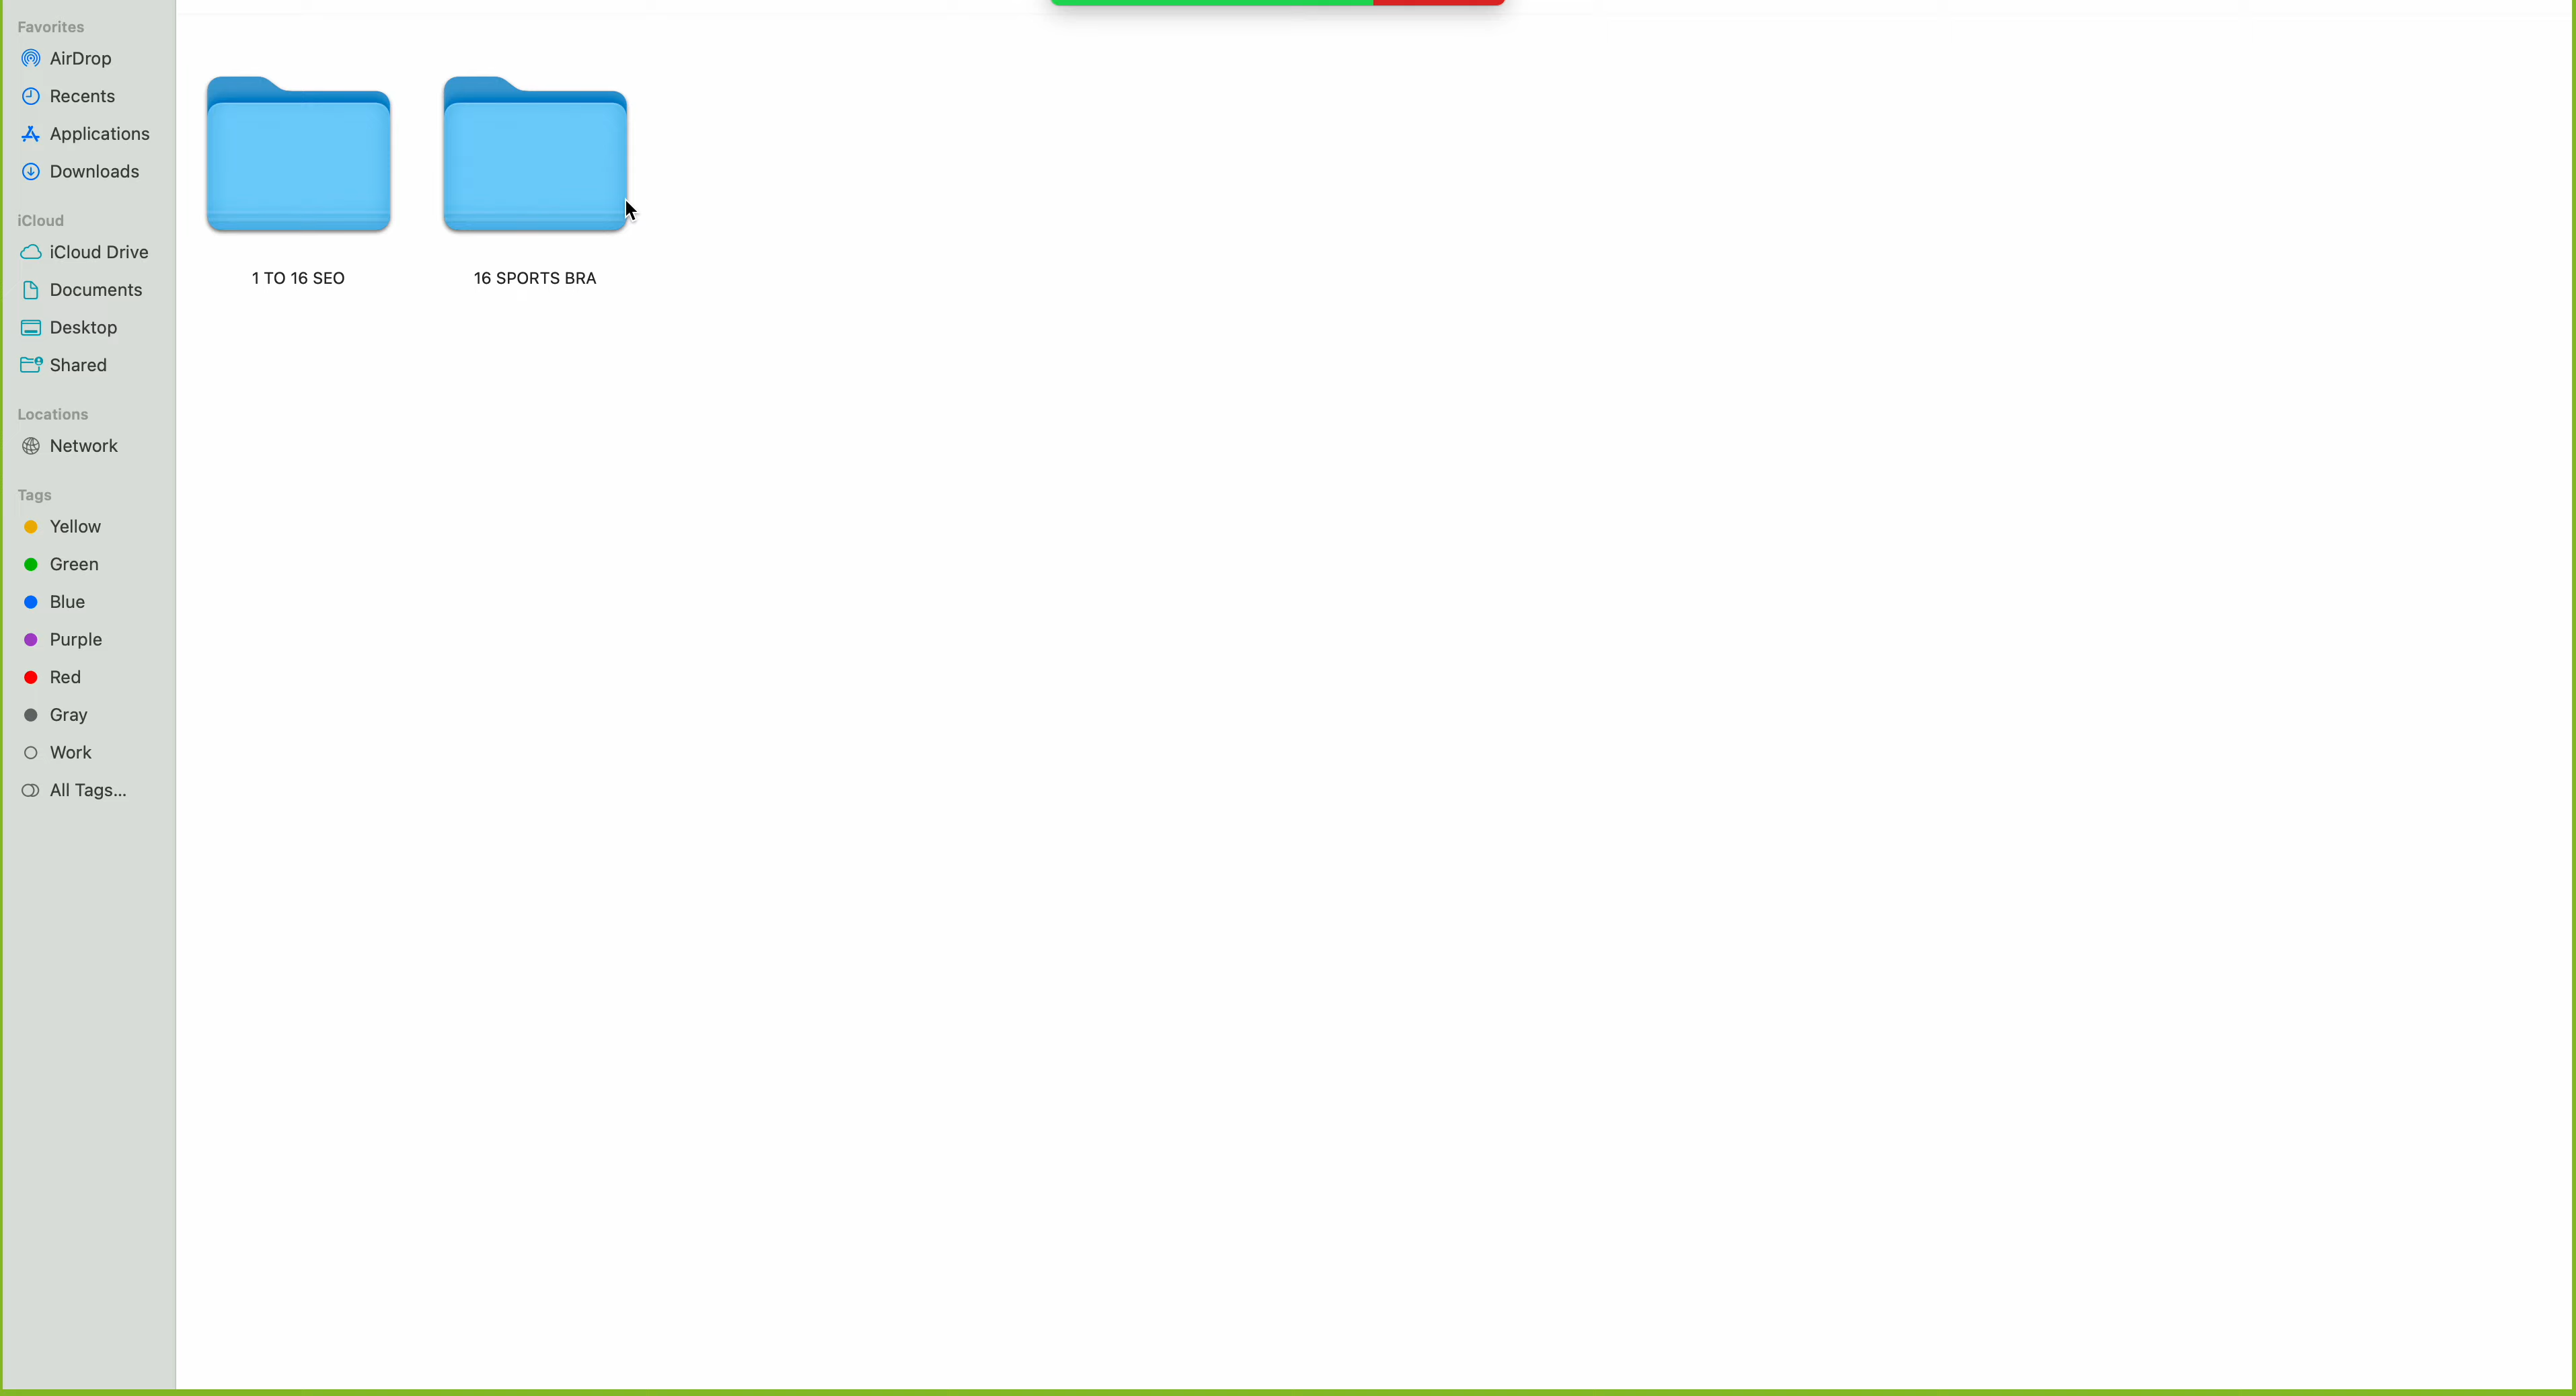 Favorites
AirDrop
Recents
Applications
Downloads
iCloud
iCloud Drive
Documents
Desktop
Shared
Locations
Network
Tags
Yellow
Green
Blue
Purple
Red
Gray
Work
All Tags...
1 TO 16 SEO
16 SPORTS BRA